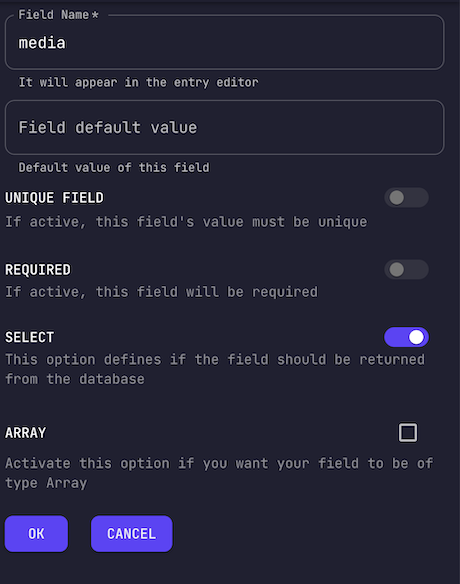 Field Name *
media
It will appear in the entry editor
Field default value
Default value of this field
UNIQUE FIELD
If active, this field's value must be unique
REQUIRED
If active, this field will be required
SELECT
This option defines if the field should be returned
from the database
ARRAY
Activate this option if you want your field to be of
type Array
OK CANCEL